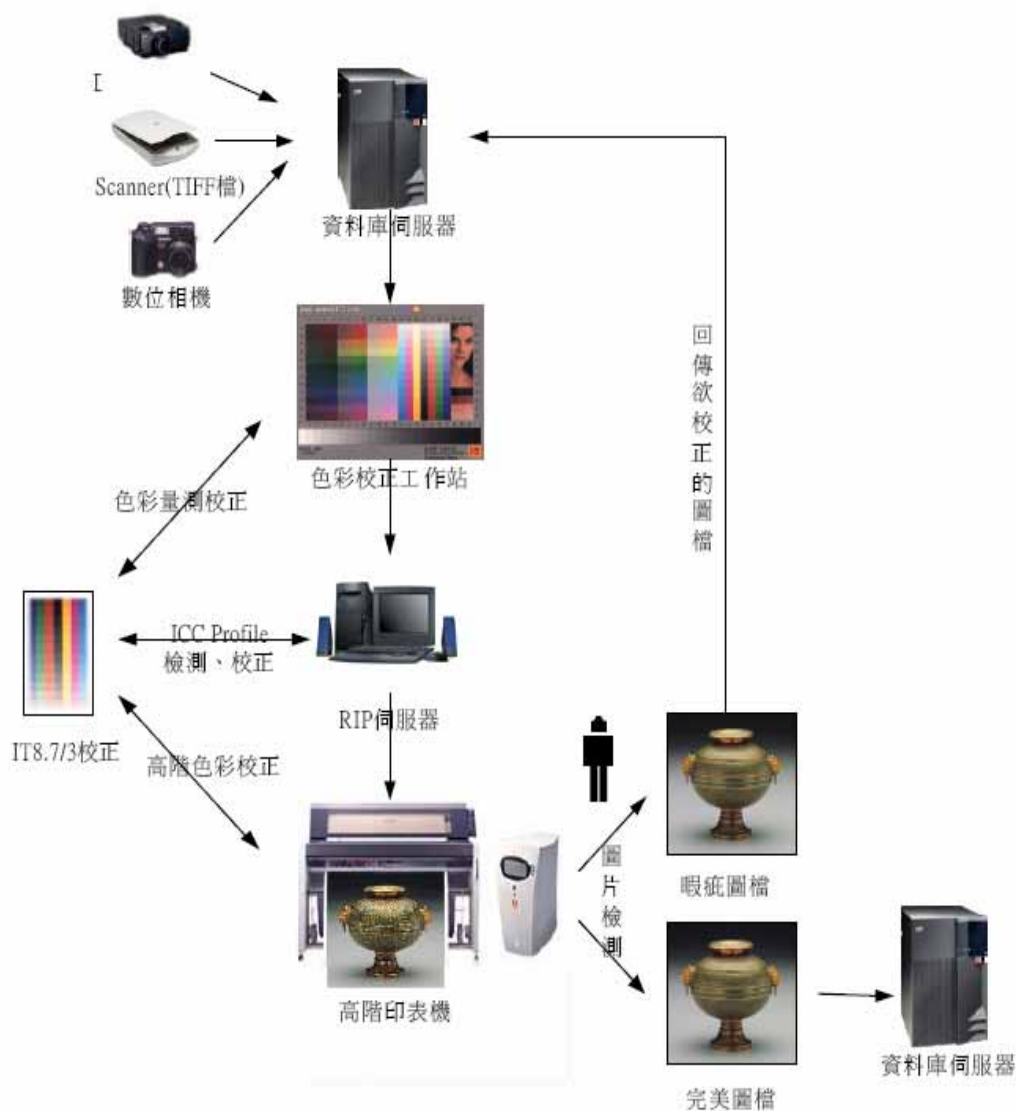 Scanner(TIFF檔)
數位相機
資料庫伺服器
色彩校正工作站
色彩量測校正
ICC Profile
檢測、校正
IT8.7/3校正
RIP伺服器
高階色彩校正
高階印表機
圖片檢測
回傳欲校正的圖檔
暇疵圖檔
完美圖檔
資料庫伺服器